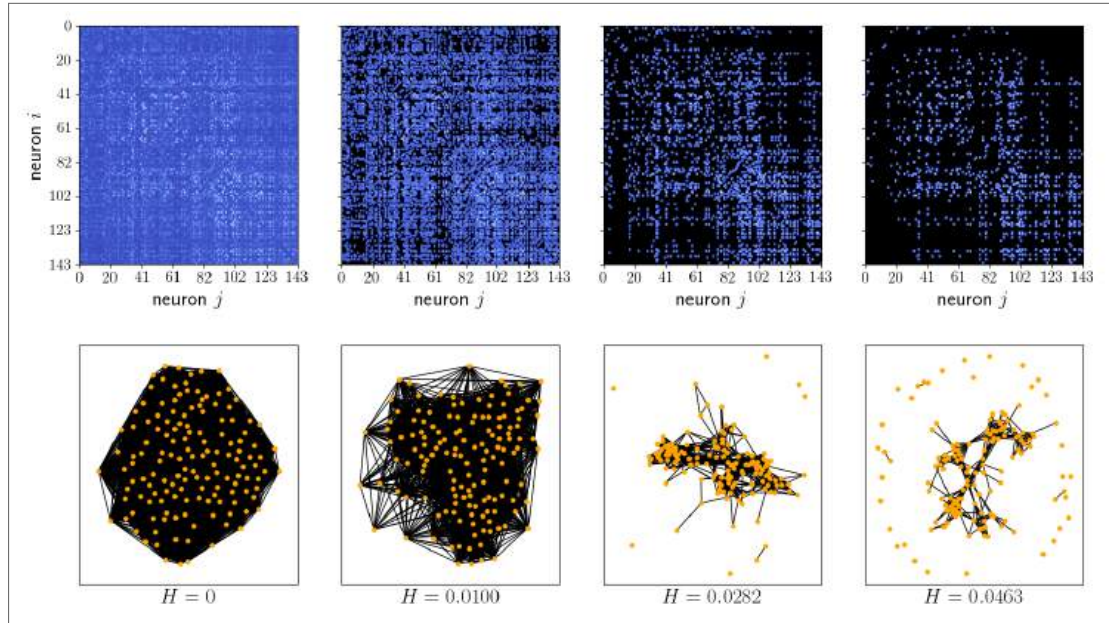 0
20
41
61
82
102
123
143
neuron i
0 20 41 61 82 102 123 143
neuron j
0 20 41 61 82 102 123 143
neuron j
0 20 41 61 82 102 123 143
neuron j
0 20 41 61 82 102 123 143
neuron j
H = 0
H = 0.0100
H = 0.0282
H = 0.0463